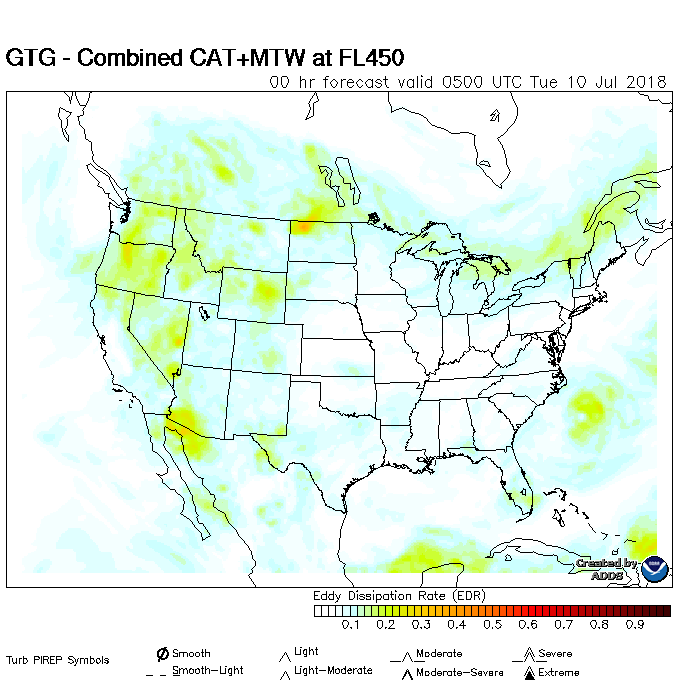 GTG - Combined CAT+MTW at FL450
00 hr forecast valid 0500 UTC Tue 10 Jul 2018
Created by
ADDS
Eddy Dissipation Rate (EDR)
0.1 0.2 0.3 0.4 0.5 0.6 0.7 0.8 0.9
Turb PIREP Symbols
Smooth Light Moderate Severe
Smooth-Light Light-Moderate Moderate-Severe Extreme